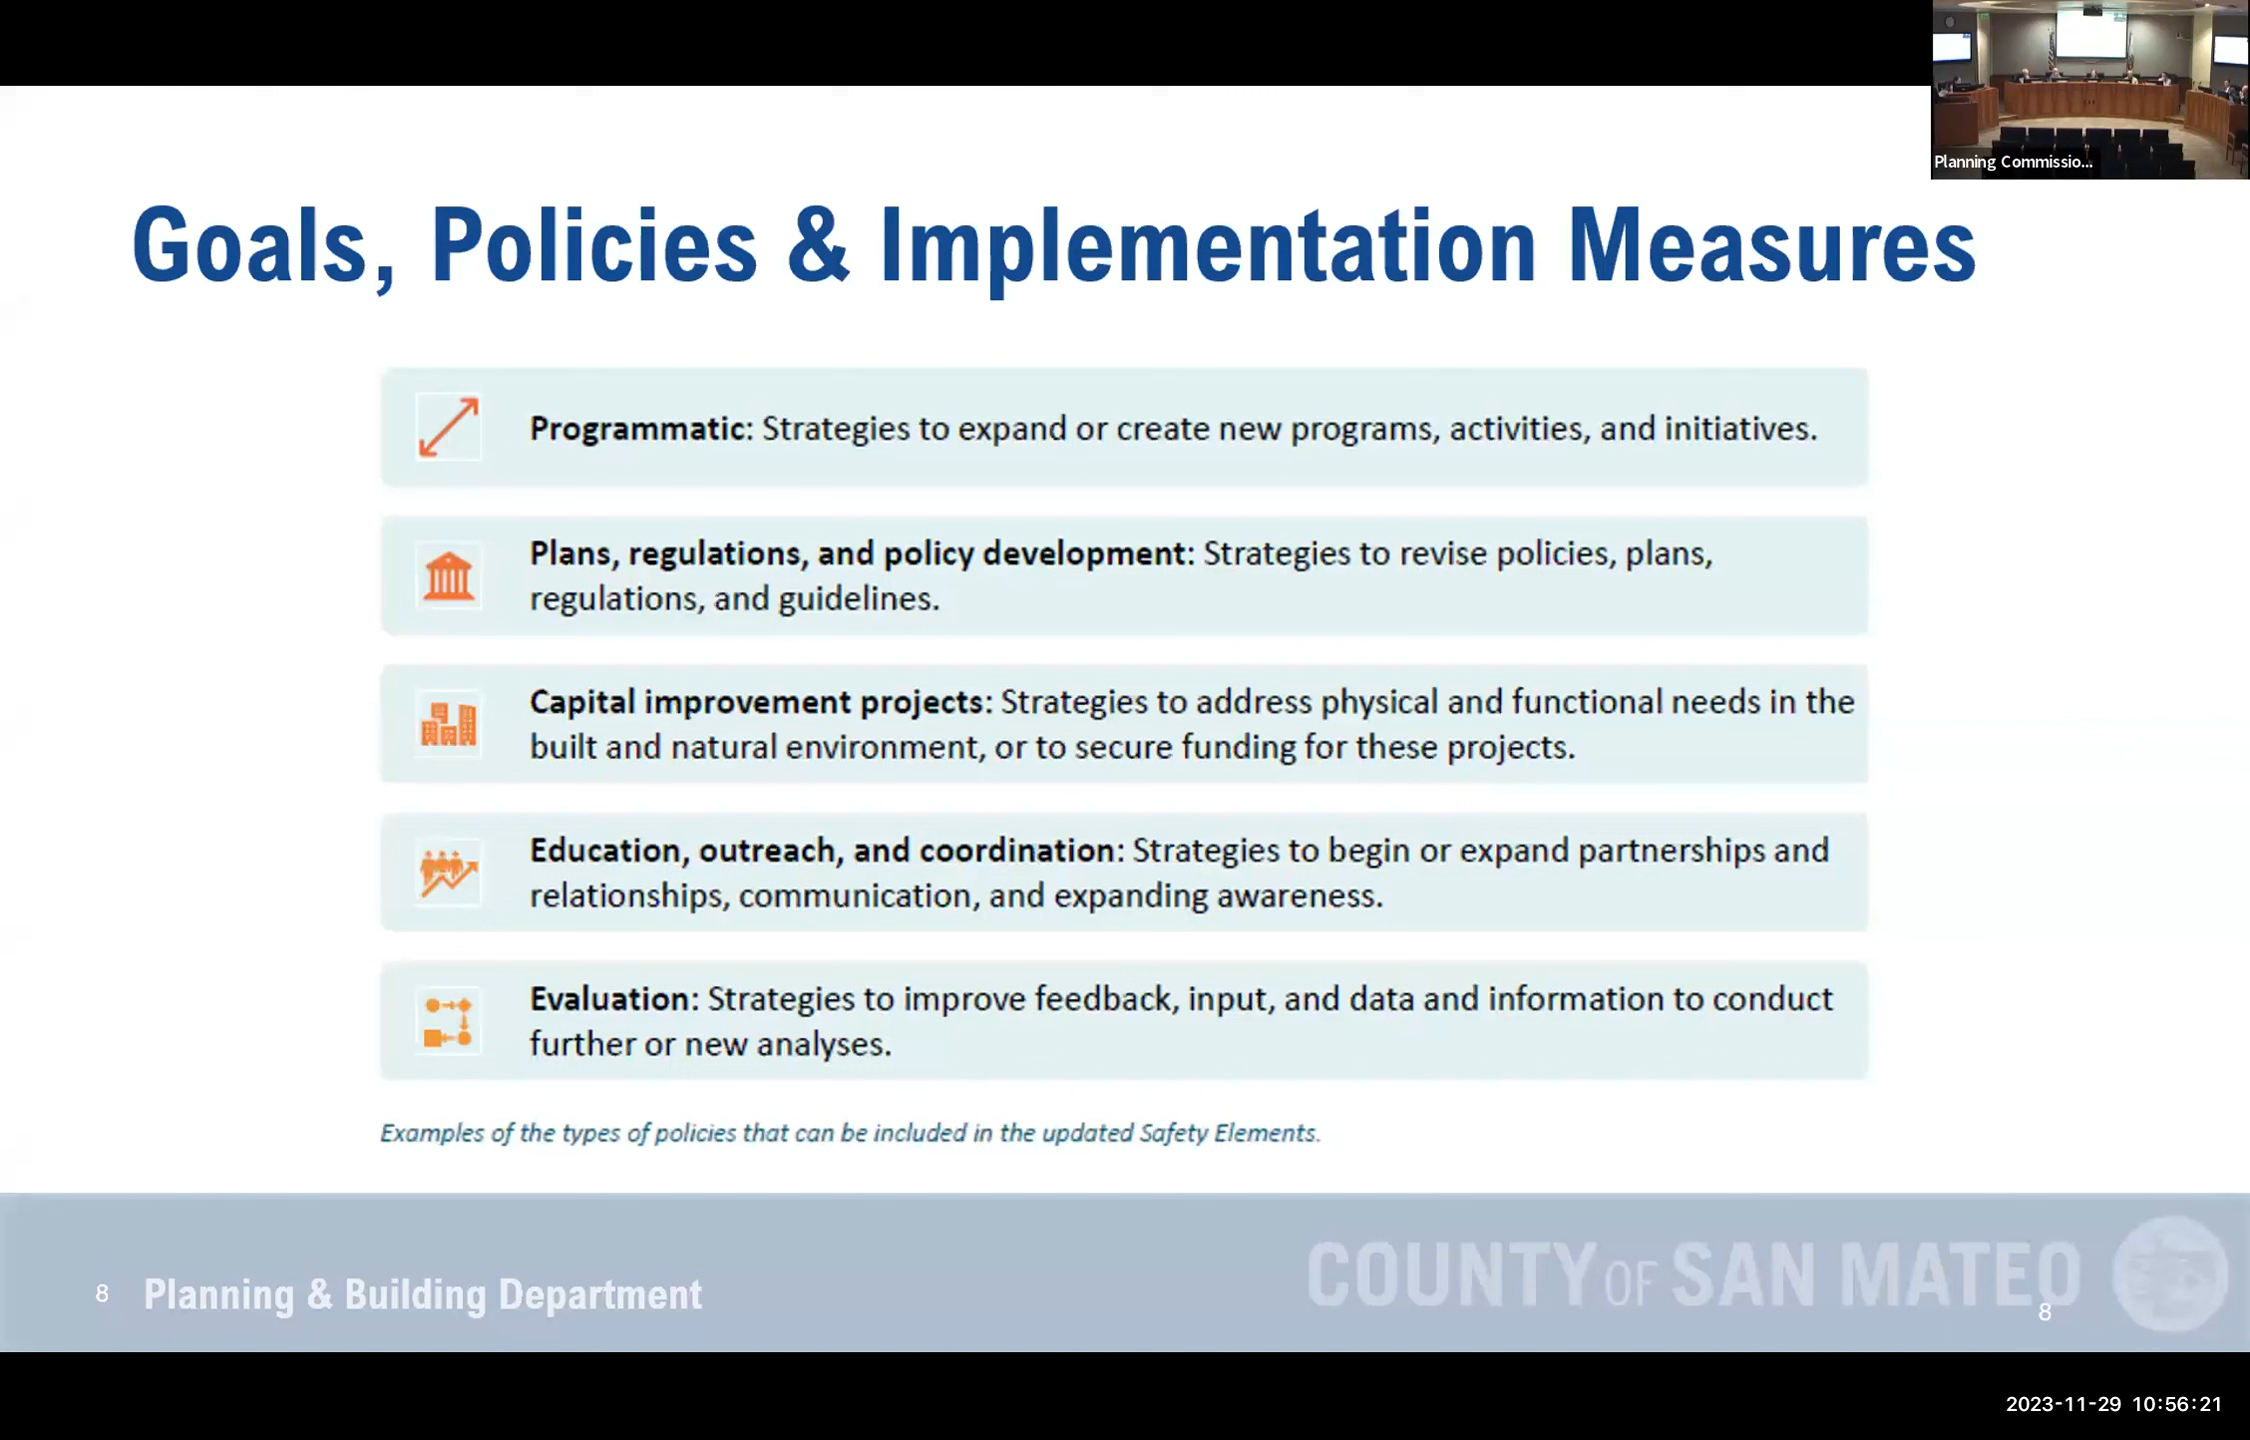 Planning Commissio...
Goals, Policies & Implementation Measures
Programmatic: Strategies to expand or create new programs, activities, and initiatives.
Plans, regulations, and policy development: Strategies to revise policies, plans,
regulations, and guidelines.
Capital improvement projects: Strategies to address physical and functional needs in the
built and natural environment, or to secure funding for these projects.
Education, outreach, and coordination: Strategies to begin or expand partnerships and
relationships, communication, and expanding awareness.
Evaluation: Strategies to improve feedback, input, and data and information to conduct
further or new analyses.
Examples of the types of policies that can be included in the updated Safety Elements.
8 Planning & Building Department
COUNTY OF SAN MATEO
8
2023-11-29 10:56:21